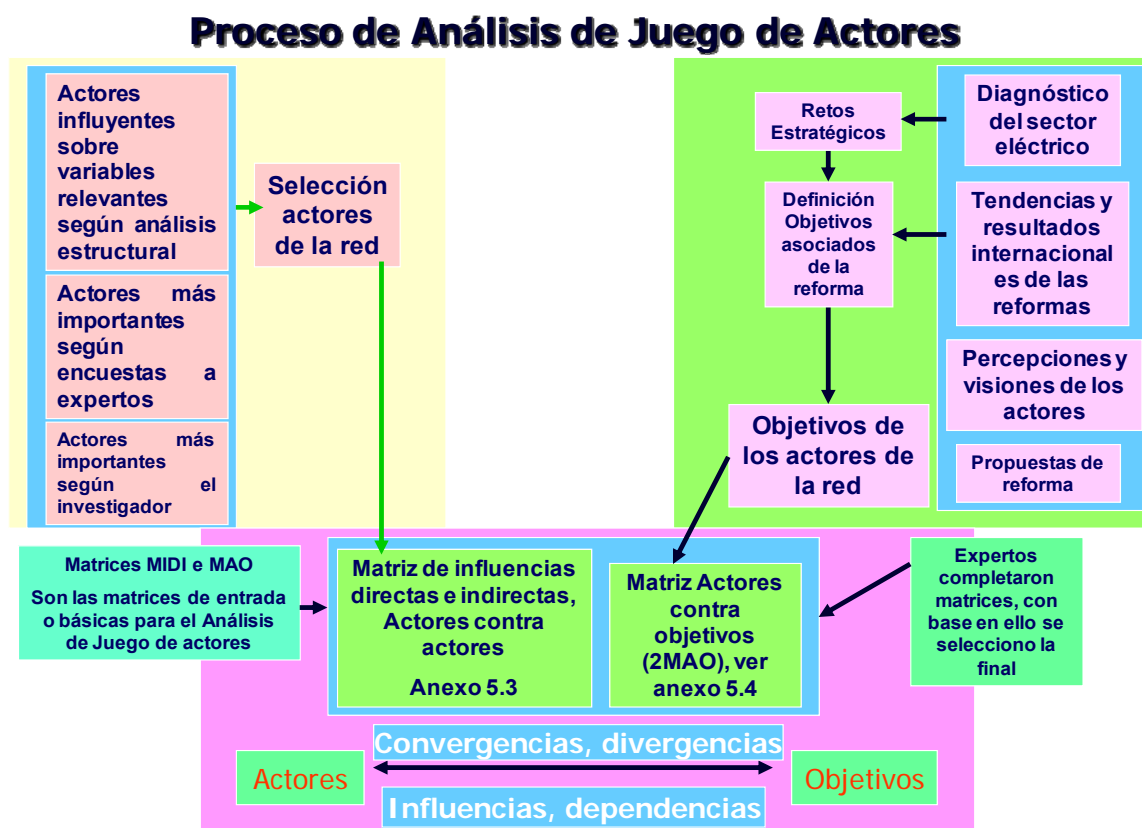 Proceso de Análisis de Juego de Actores
Actores
influyentes
sobre
variables
relevantes
según análisis
estructural
Actores más
importantes
según
encuestas a
expertos
Actores más
importantes
según el
investigador
Selección
actores
de la red
Retos
Estratégicos
Definición
Objetivos
asociados
de la
reforma
Objetivos de
los actores de
la red
Diagnóstico
del sector
eléctrico
Tendencias y
resultados
internacional
es de las
reformas
Percepciones y
visiones de los
actores
Propuestas de
reforma
Matrices MIDI e MAO
Son las matrices de entrada
o básicas para el Análisis
de Juego de actores
Matriz de influencias
directas e indirectas,
Actores contra
actores
Anexo 5.3
Matriz Actores
contra
objetivos
(2MAO), ver
anexo 5.4
Expertos
completaron
matrices, con
base en ello se
selecciono la
final
Convergencias, divergencias
Actores
Objetivos
Influencias, dependencias